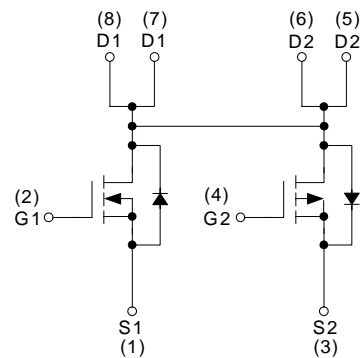 (8) (7) (6) (5)
D1 D1 D2 D2
(2) (4)
G1 G2
S1 S2
(1) (3)